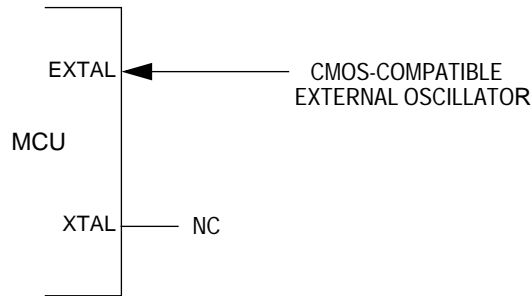 EXTAL
CMOS-COMPATIBLE
EXTERNAL OSCILLATOR
MCU
XTAL
NC